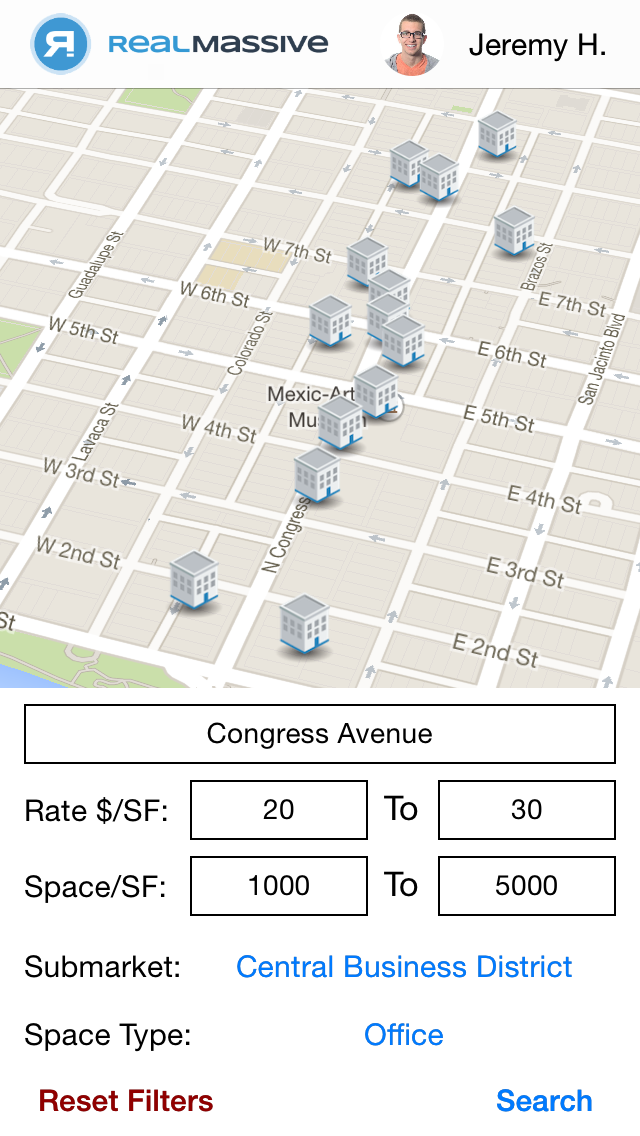 R
REALMASSIVE
Jeremy H.
W 7th St
Guadalupe St
Brazos St
W 6th St
E 7th St
W 5th St
Colorado St
San Jacinto Blvd
E 6th St
Mexic-Art
Mu
W 4th St
E 5th St
Lavaca St
W 3rd St
E 4th St
N Congress
W 2nd St
E 3rd St
St
E 2nd St
Congress Avenue
Rate $/SF: 20 To 30
Space/SF: 1000 To 5000
Submarket: Central Business District
Space Type: Office
Reset Filters Search